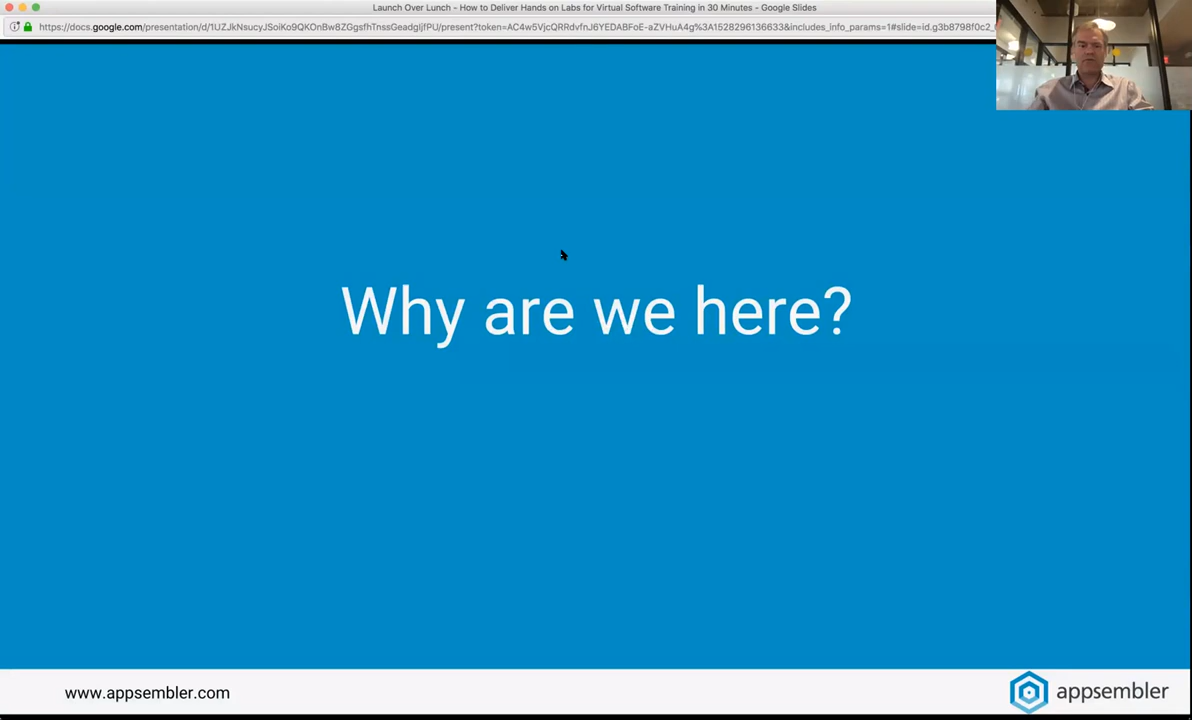 Launch Over Lunch - How to Deliver Hands on Labs for Virtual Software Training in 30 Minutes - Google Slides
Why are we here?
www.appsembler.com
appsembler